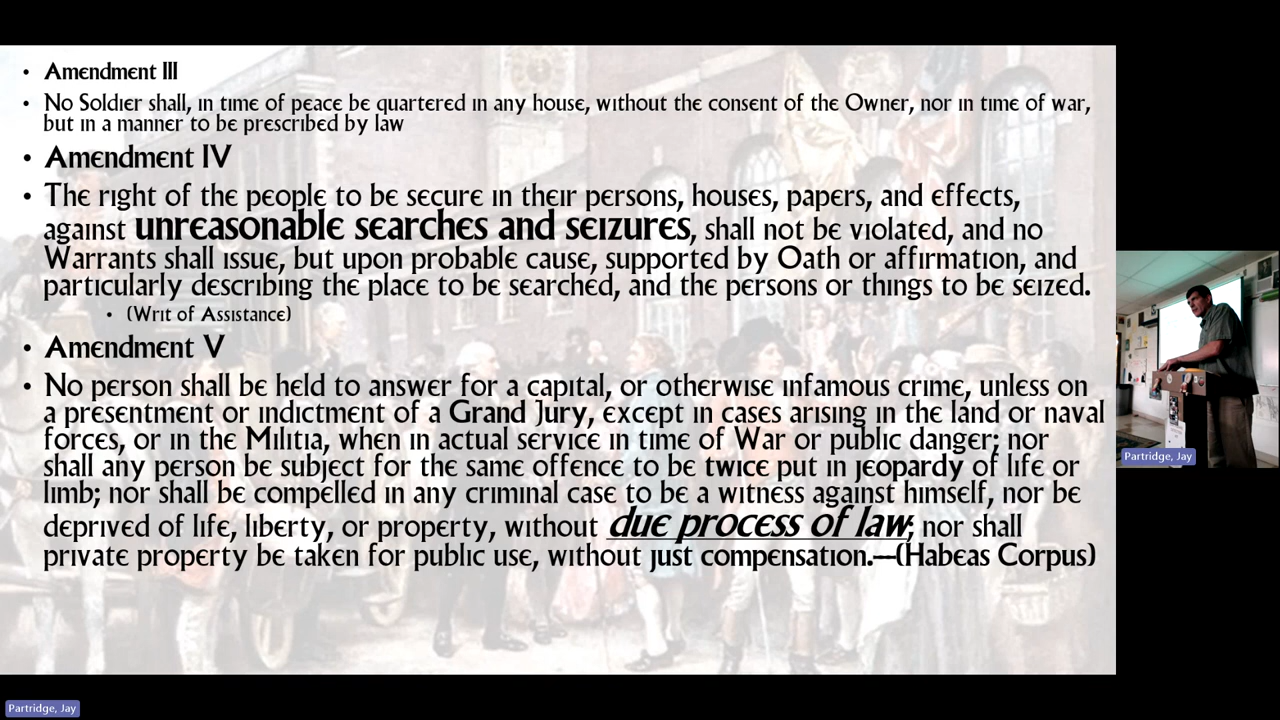 • Amendment III
• No Soldier shall, in time of peace be quartered in any house, without the consent of the Owner, nor in time of war,
but in a manner to be prescribed by law
• Amendment IV
• The right of the people to be secure in their persons, houses, papers, and effects,
against unreasonable searches and seizures, shall not be violated, and no
Warrants shall issue, but upon probable cause, supported by Oath or affirmation, and
particularly describing the place to be searched, and the persons or things to be seized.
• (Writ of Assistance)
• Amendment V
• No person shall be held to answer for a capital, or otherwise infamous crime, unless on
a presentment or indictment of a Grand Jury, except in cases arising in the land or naval
forces, or in the Militia, when in actual service in time of War or public danger; nor
shall any person be subject for the same offence to be twice put in jeopardy of life or
limb; nor shall be compelled in any criminal case to be a witness against himself, nor be
deprived of life, liberty, or property, without due process of law; nor shall
private property be taken for public use, without just compensation.—(Habeas Corpus)
Partridge, Jay
Partridge, Jay